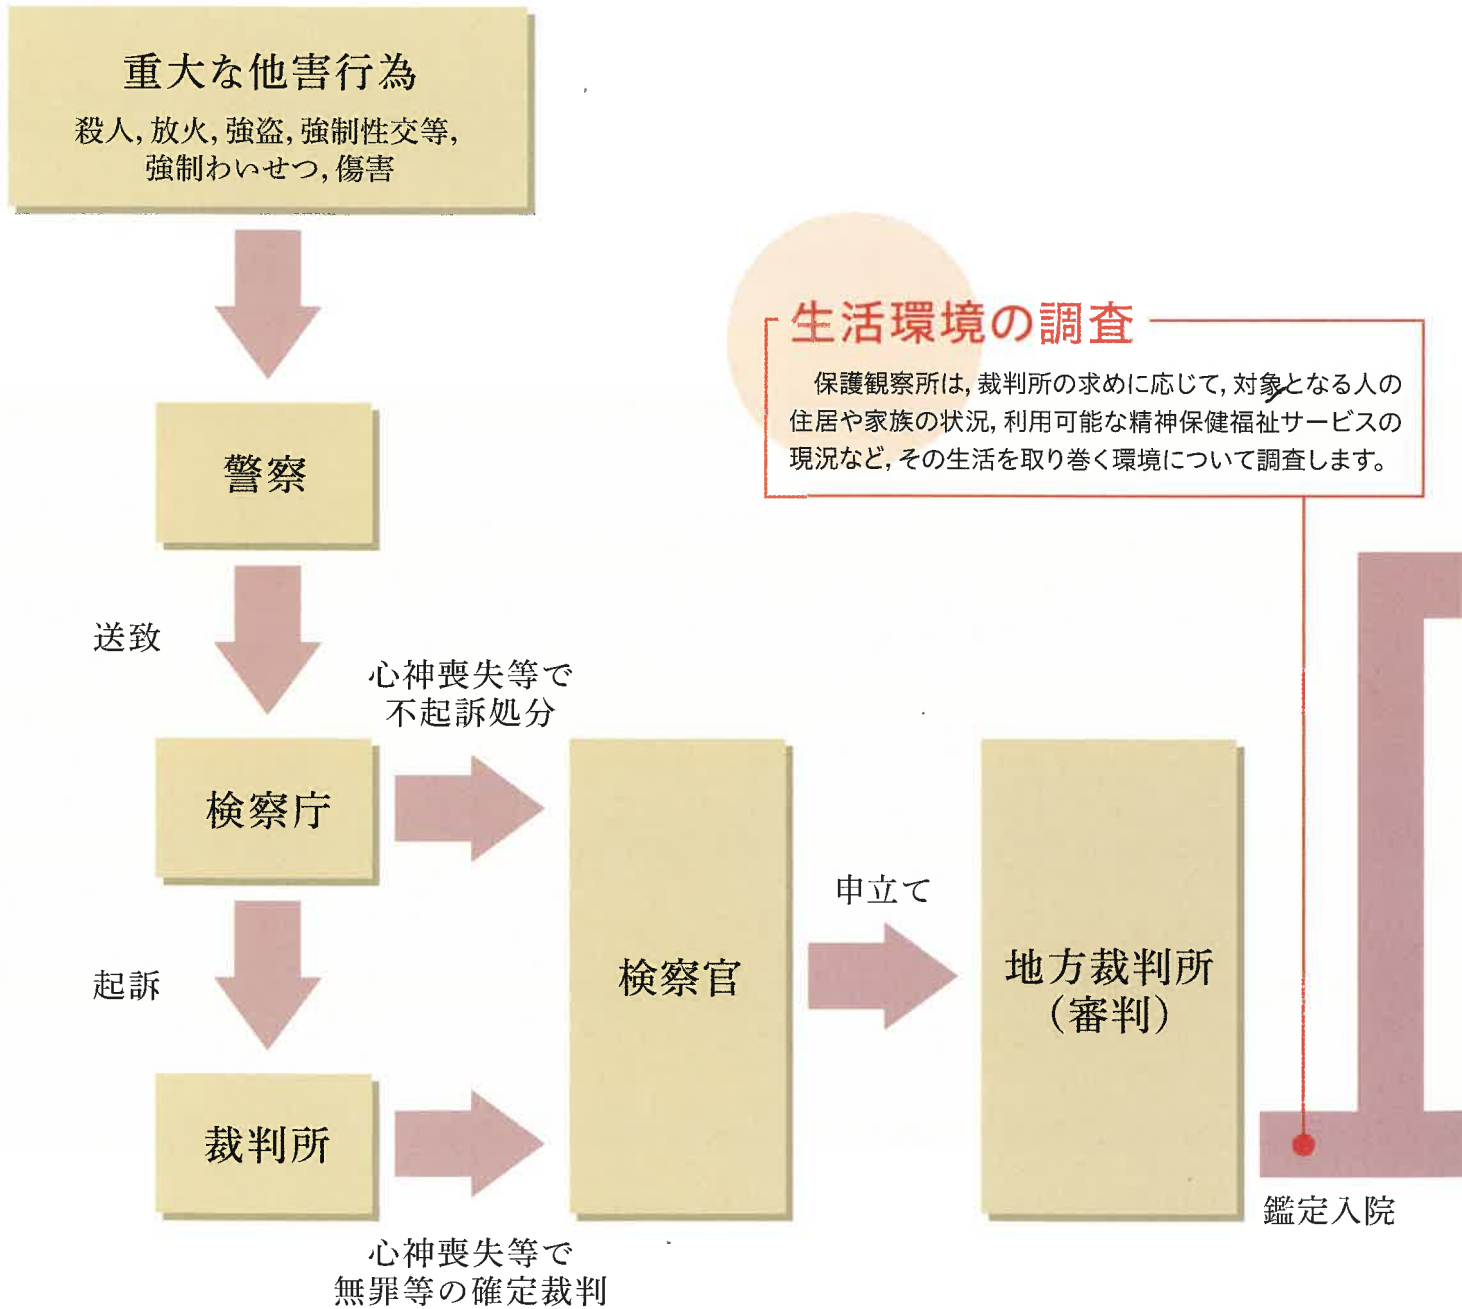 重大な他害行為
殺人, 放火, 強盗, 強制性交等,
強制わいせつ, 傷害
生活環境の調査
保護観察所は, 裁判所の求めに応じて, 対象となる人の
住居や家族の状況, 利用可能な精神保健福祉サービスの
現況など, その生活を取り巻く環境について調査します。
警察
送致
心神喪失等で
不起訴処分
検察庁
申立て
検察官
地方裁判所
（審判）
起訴
裁判所
鑑定入院
心神喪失等で
無罪等の確定裁判